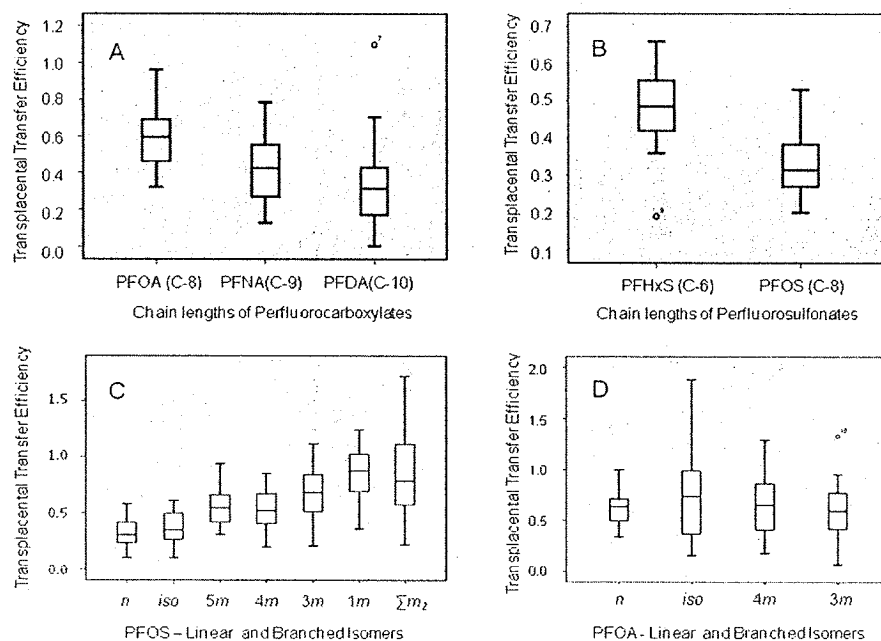 Transplacental Transfer Efficiency
A
1.2
1.0
0.8
0.6
0.4
0.2
0.0
PFOA (C-8) PFNA(C-9) PFDA(C-10)
Chain lengths of Perfluorocarboxylates
Transplacental Transfer Efficiency
B
0.7
0.6
0.5
0.4
0.3
0.2
0.1
PFHxS (C-6) PFOS (C-8)
Chain lengths of Perfluorosulfonates
Transplacental Transfer Efficiency
C
1.5
1.0
0.5
0.0
n iso 5m 4m 3m 1m ∑m₂
PFOS – Linear and Branched Isomers
Transplacental Transfer Efficiency
D
2.0
1.5
1.0
0.5
0.0
n iso 4m 3m
PFOA - Linear and Branched Isomers